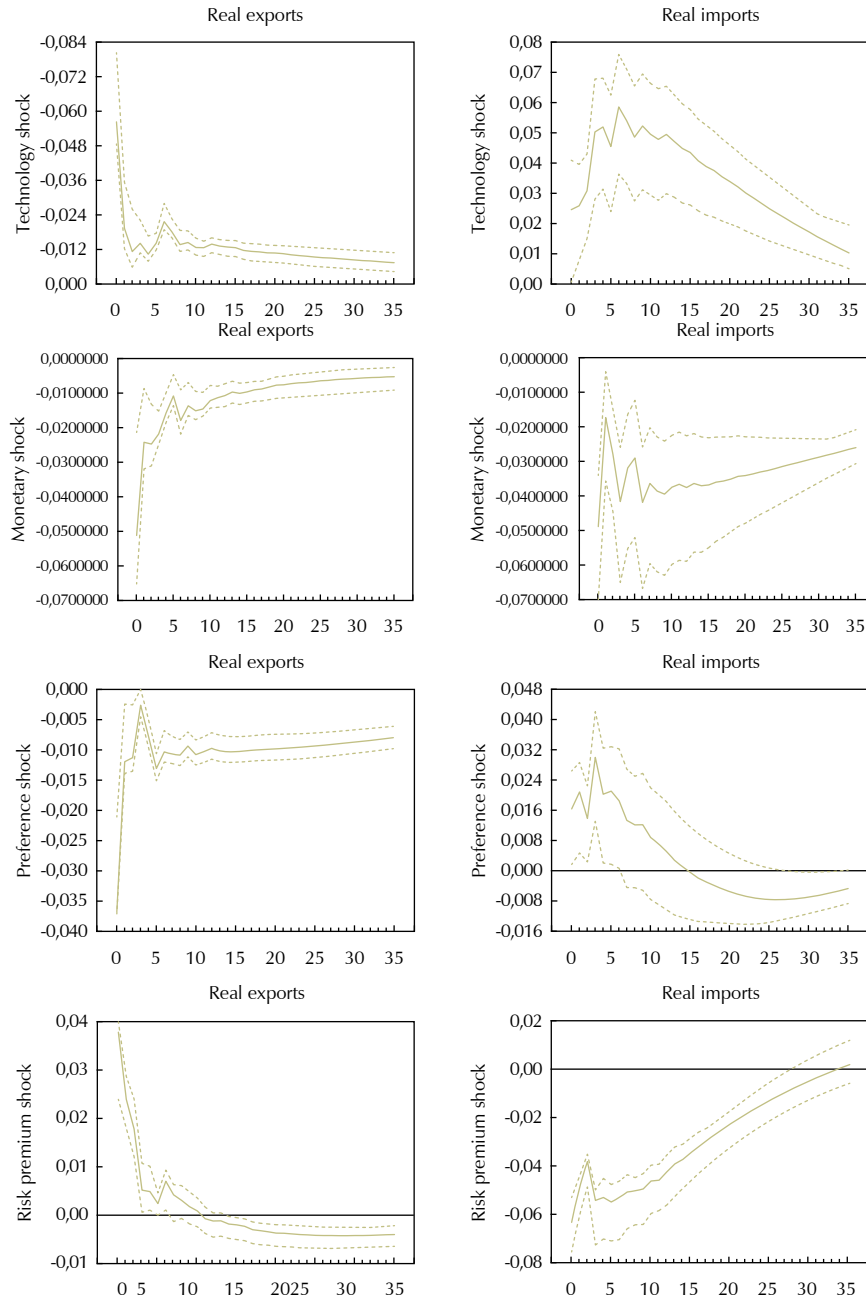 Real exports
Technology shock
-0,084
-0,072
-0,060
-0,048
-0,036
-0,024
-0,012
0,000
0 5 10 15 20 25 30 35
Real imports
Technology shock
0,08
0,07
0,06
0,05
0,04
0,03
0,02
0,01
0,00
0 5 10 15 20 25 30 35
Real exports
Monetary shock
0,0000000
-0,0100000
-0,0200000
-0,0300000
-0,0400000
-0,0500000
-0,0600000
-0,0700000
0 5 10 15 20 25 30 35
Real imports
Monetary shock
0,0000000
-0,0100000
-0,0200000
-0,0300000
-0,0400000
-0,0500000
-0,0600000
-0,0700000
0 5 10 15 20 25 30 35
Real exports
Preference shock
0,000
-0,005
-0,010
-0,015
-0,020
-0,025
-0,030
-0,035
-0,040
0 5 10 15 20 25 30 35
Real imports
Preference shock
0,048
0,040
0,032
0,024
0,016
0,008
0,000
-0,008
-0,016
0 5 10 15 20 25 30 35
Real exports
Risk premium shock
0,04
0,03
0,02
0,01
0,00
-0,01
0 5 10 15 2025 30 35
Real imports
Risk premium shock
0,02
0,00
-0,02
-0,04
-0,06
-0,08
0 5 10 15 20 25 30 35